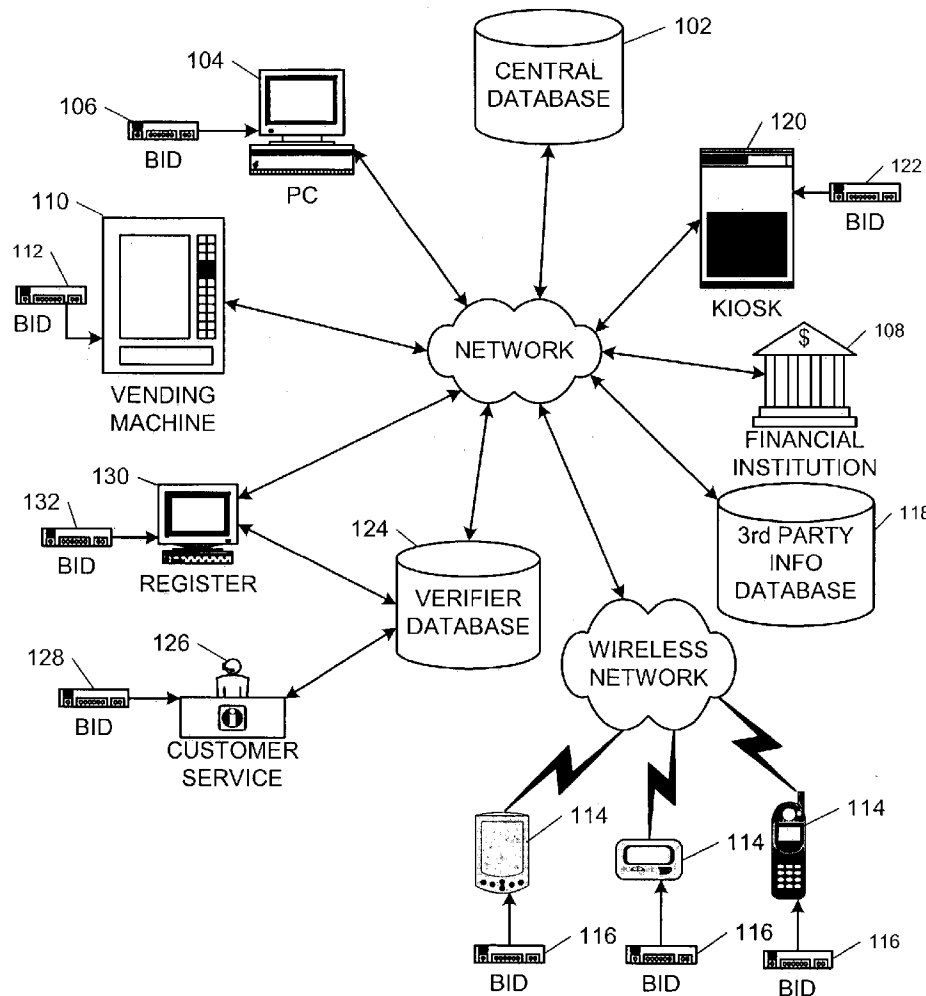 102
CENTRAL
DATABASE
104
106
BID
PC
120
122
BID
KIOSK
110
112
BID
VENDING
MACHINE
NETWORK
$
108
FINANCIAL
INSTITUTION
130
132
BID
REGISTER
124
VERIFIER
DATABASE
118
3rd PARTY
INFO
DATABASE
126
128
BID
i
CUSTOMER
SERVICE
WIRELESS
NETWORK
114
114
114
116
BID
116
BID
116
BID